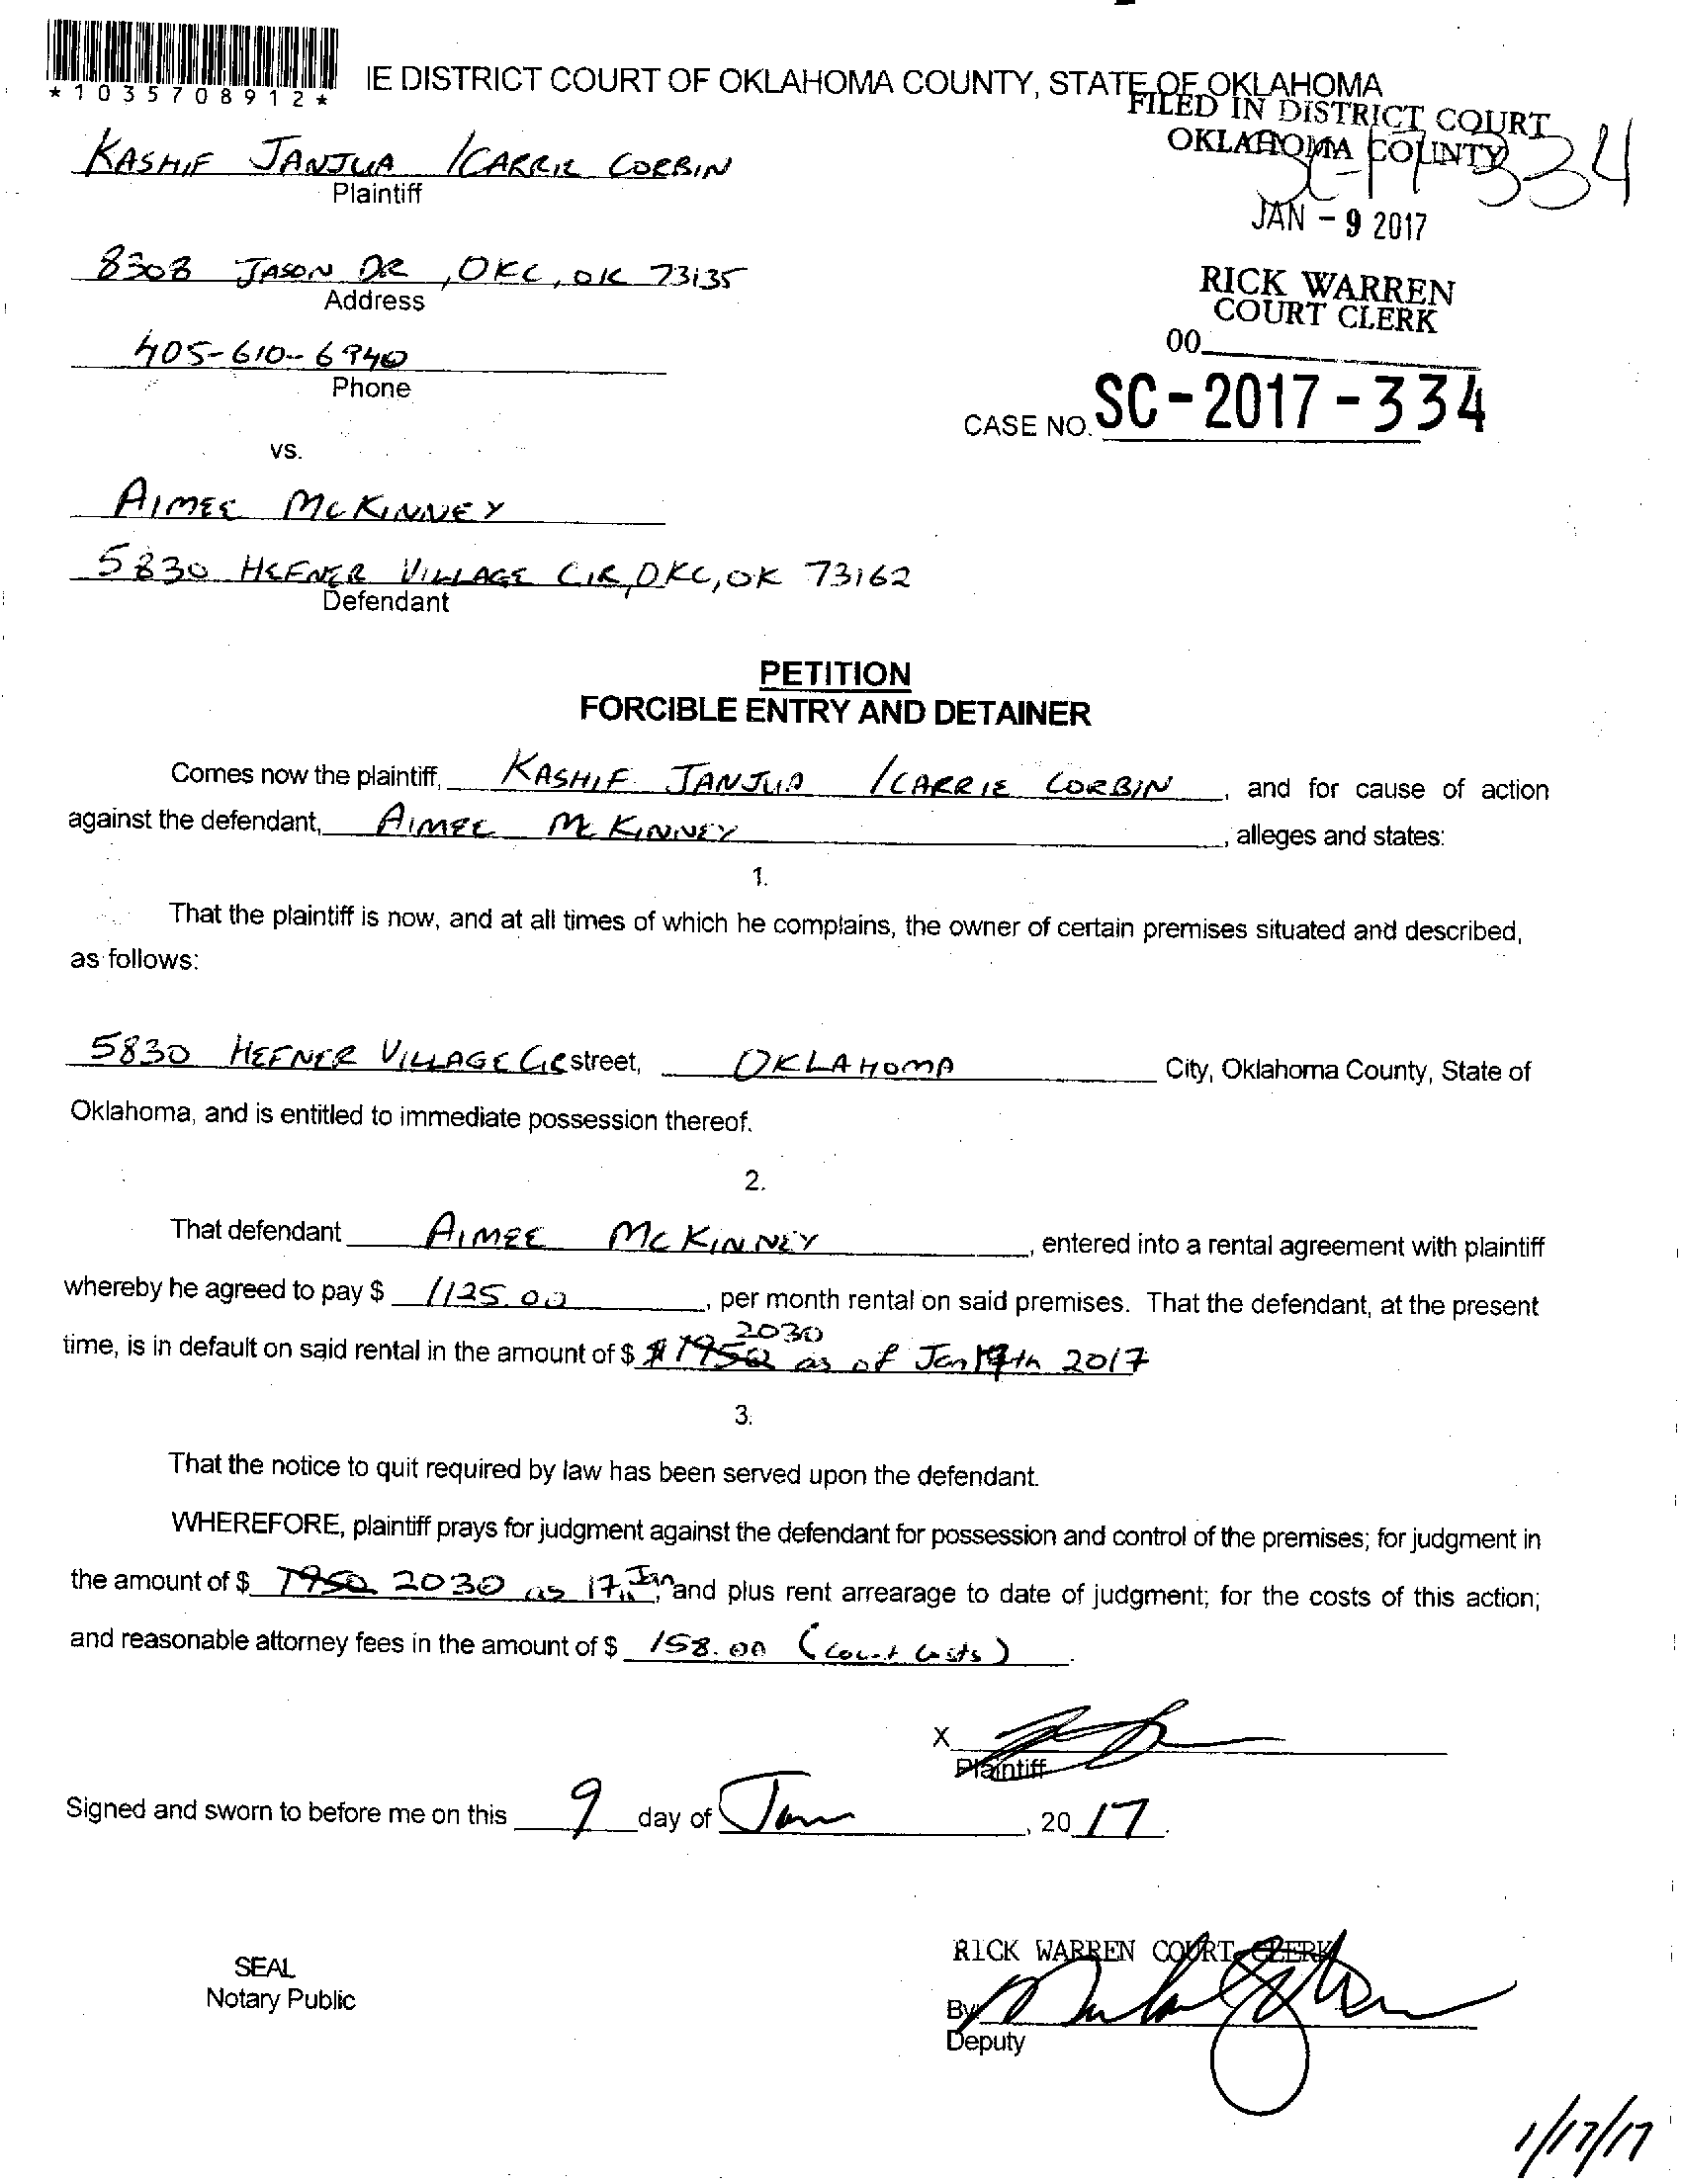 *1035708912*
IE DISTRICT COURT OF OKLAHOMA COUNTY, STATE OF OKLAHOMA
FILED IN DISTRICT COURT
OKLAHOMA COUNTY
SC-17-334
KASHIF JANJUA /CARRIE CORBIN
Plaintiff
JAN - 9 2017
8308 JASON DR, OKC, OK 73135
Address
RICK WARREN
COURT CLERK
405-610-6940
Phone
00
CASE NO. SC-2017-334
vs.
AIMEE MCKINNEY
5830 HEFNER VILLAGE CIR, OKC, OK 73162
Defendant
PETITION
FORCIBLE ENTRY AND DETAINER
Comes now the plaintiff, KASHIF JANJUA /CARRIE CORBIN, and for cause of action
against the defendant, AIMEE MCKINNEY, alleges and states:
1.
That the plaintiff is now, and at all times of which he complains, the owner of certain premises situated and described,
as follows:
5830 HEFNER VILLAGE CIR street, OKLAHOMA City, Oklahoma County, State of
Oklahoma, and is entitled to immediate possession thereof.
2.
That defendant AIMEE MCKINNEY, entered into a rental agreement with plaintiff
whereby he agreed to pay $ 1125.00, per month rental on said premises. That the defendant, at the present
2030
time, is in default on said rental in the amount of $ $1950 as of Jan 17th 2017
3.
That the notice to quit required by law has been served upon the defendant.
WHEREFORE, plaintiff prays for judgment against the defendant for possession and control of the premises; for judgment in
the amount of $ 1950 2030 as 17th Jan, and plus rent arrearage to date of judgment; for the costs of this action;
and reasonable attorney fees in the amount of $ 158.00 (Court Costs).
X
Plaintiff
Signed and sworn to before me on this 9 day of Jan, 20 17.
RICK WARREN COURT CLERK
SEAL
Notary Public
By
Deputy
1/17/17